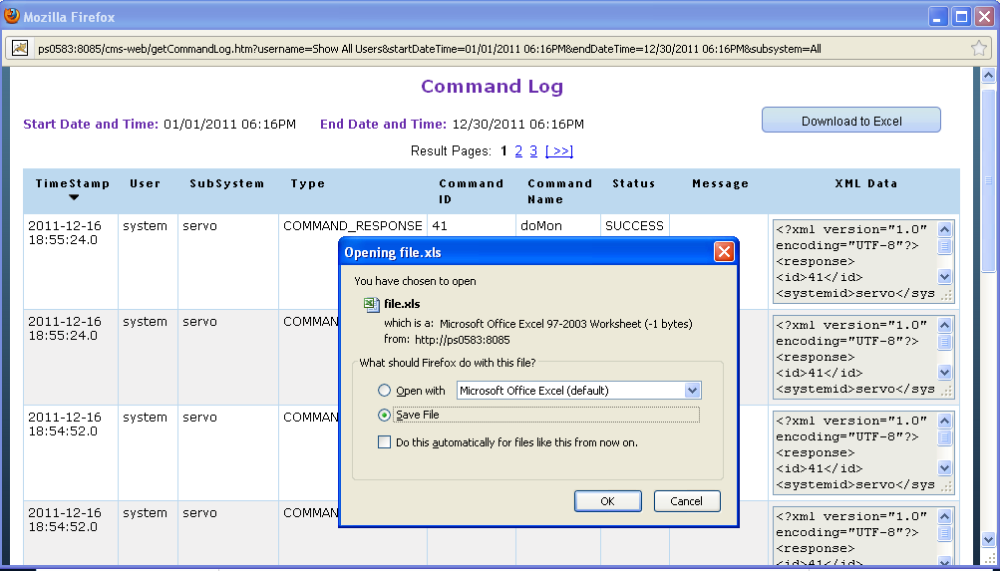 Mozilla Firefox
ps0583:8085/cms-web/getCommandLog.htm?username=Show All Users&startDateTime=01/01/2011 06:16PM&endDateTime=12/30/2011 06:16PM&subsystem=All
Command Log
Start Date and Time: 01/01/2011 06:16PM End Date and Time: 12/30/2011 06:16PM
Download to Excel
Result Pages: 1 2 3 [ >>]
TimeStamp User SubSystem Type Command ID Command Name Status Message XML Data
2011-12-16 system servo COMMAND_RESPONSE 41 doMon SUCCESS
18:55:24.0
<?xml version="1.0"
encoding="UTF-8"?>
<response>
<id>41</id>
<systemid>servo</sys
Opening file.xls
You have chosen to open
file.xls
which is a: Microsoft Office Excel 97-2003 Worksheet (-1 bytes)
from: http://ps0583:8085
What should Firefox do with this file?
Open with Microsoft Office Excel (default)
Save File
Do this automatically for files like this from now on.
OK Cancel
2011-12-16 system servo COMMAN
18:55:24.0
<?xml version="1.0"
encoding="UTF-8"?>
<response>
<id>41</id>
<systemid>servo</sys
2011-12-16 system servo COMMAN
18:54:52.0
<?xml version="1.0"
encoding="UTF-8"?>
<response>
<id>41</id>
<systemid>servo</sys
2011-12-16 system servo COMMAN
18:54:52.0
<?xml version="1.0"
encoding="UTF-8"?>
<response>
<id>41</id>